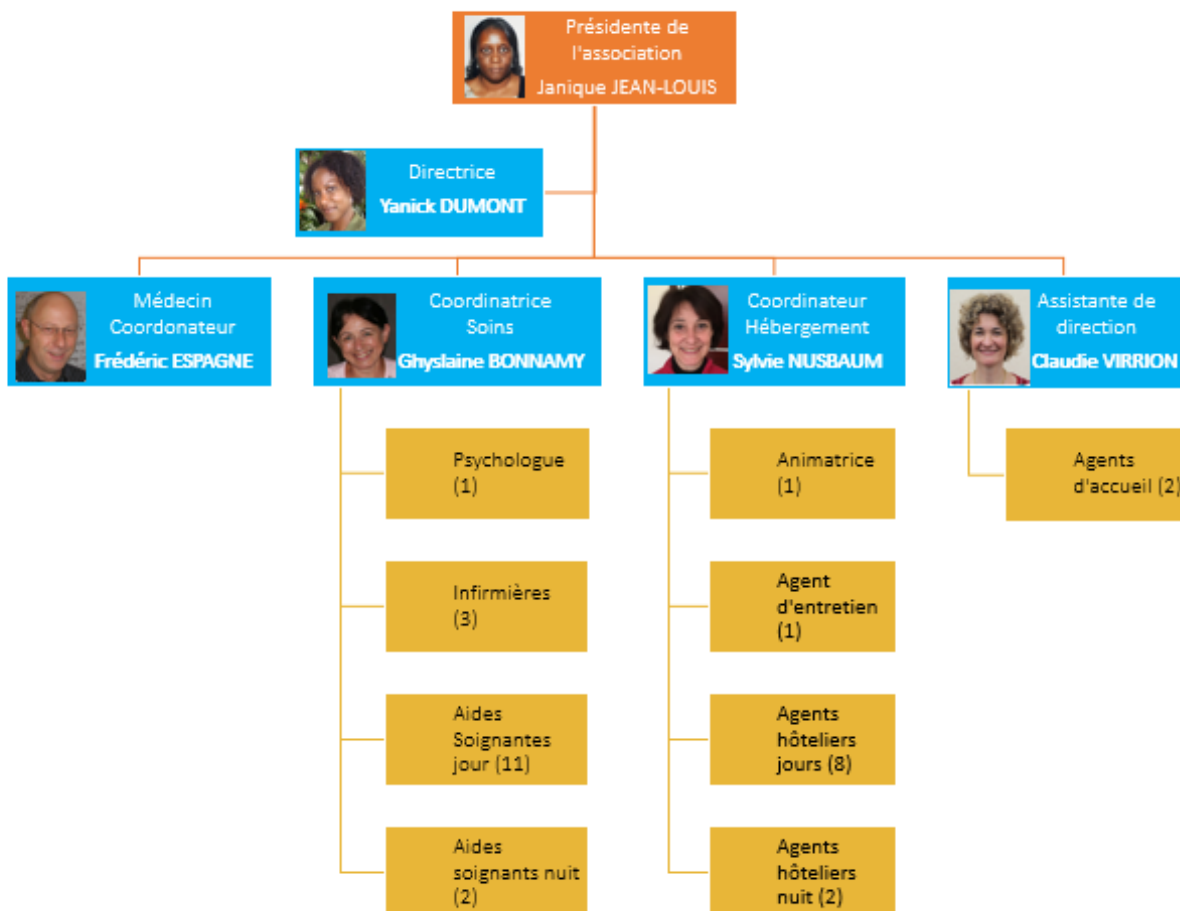 Présidente de
l'association
Janique JEAN-LOUIS
Directrice
Yanick DUMONT
Médecin
Coordonateur
Frédéric ESPAGNE
Coordinatrice
Soins
Ghyslaine BONNAMY
Coordinateur
Hébergement
Sylvie NUSBAUM
Assistante de
direction
Claudie VIRRION
Psychologue
(1)
Infirmières
(3)
Aides
Soignantes
jour (11)
Aides
soignants nuit
(2)
Animatrice
(1)
Agent
d'entretien
(1)
Agents
hôteliers
jours (8)
Agents
hôteliers
nuit (2)
Agents
d'accueil (2)